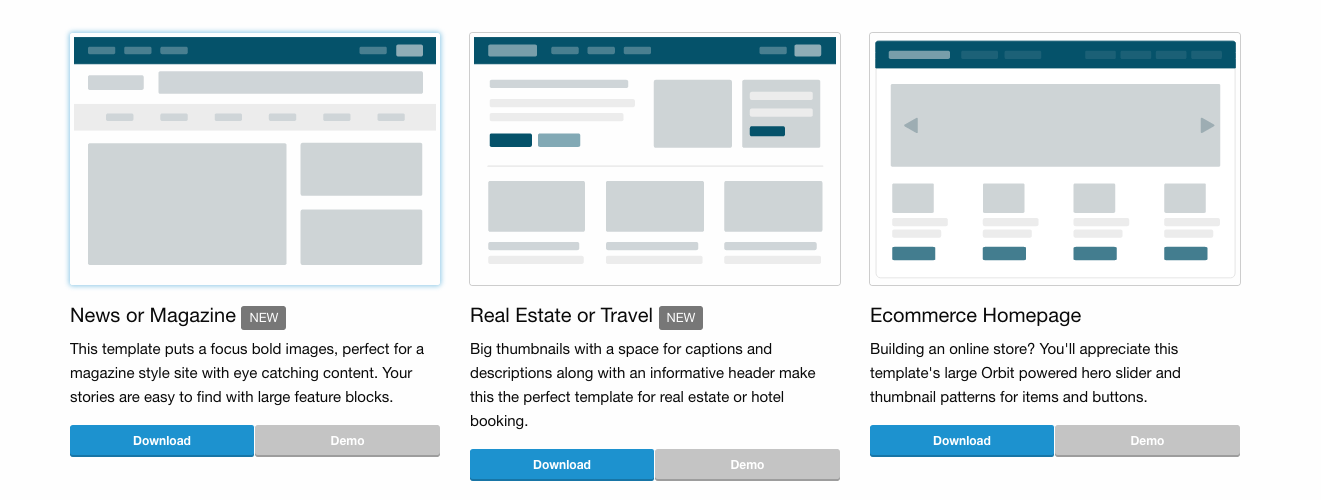 News or Magazine NEW
This template puts a focus bold images, perfect for a
magazine style site with eye catching content. Your
stories are easy to find with large feature blocks.
Download Demo
Real Estate or Travel NEW
Big thumbnails with a space for captions and
descriptions along with an informative header make
this the perfect template for real estate or hotel
booking.
Download Demo
Ecommerce Homepage
Building an online store? You'll appreciate this
template's large Orbit powered hero slider and
thumbnail patterns for items and buttons.
Download Demo